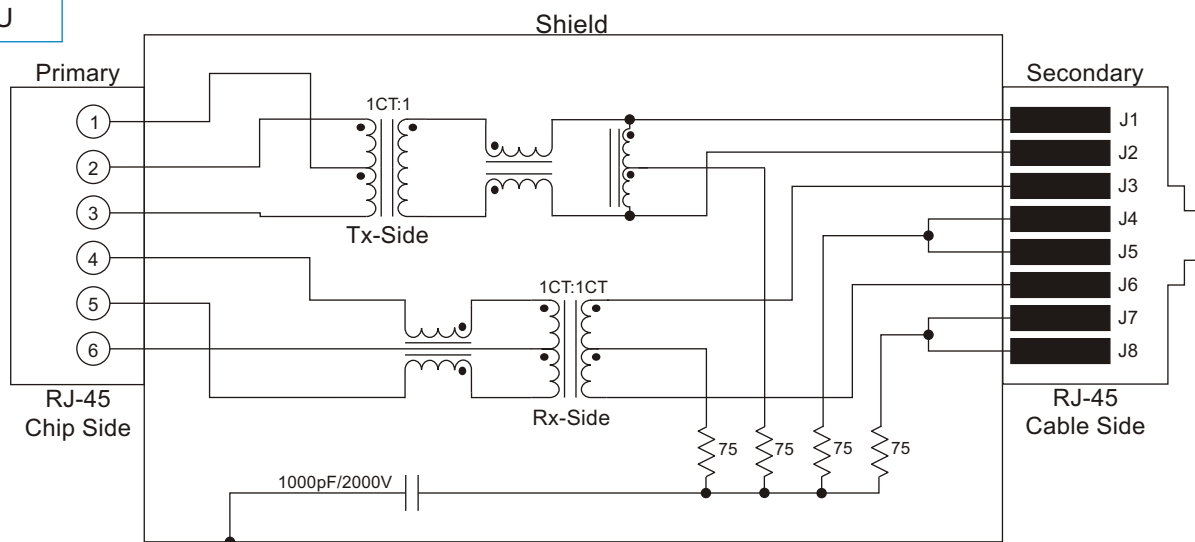 U
Shield
Primary
Secondary
1
2
3
4
5
6
1CT:1
Tx-Side
1CT:1CT
Rx-Side
J1
J2
J3
J4
J5
J6
J7
J8
RJ-45
Chip Side
RJ-45
Cable Side
75
75
75
75
1000pF/2000V